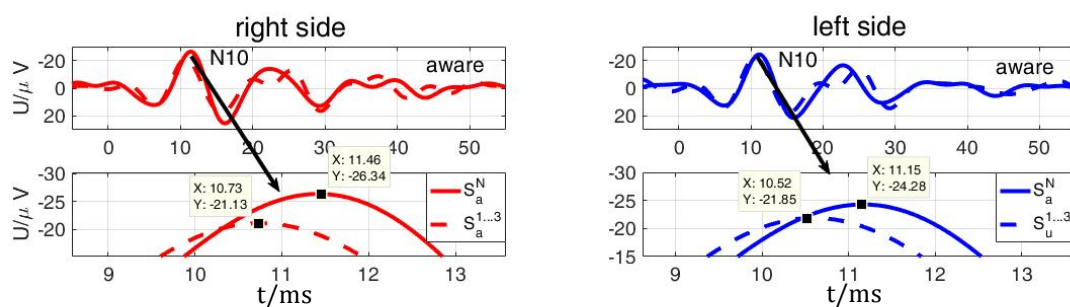 right side
left side
U/μ V
-20
0
20
N10
aware
0
10
20
30
40
50
-20
0
20
N10
aware
0
10
20
30
40
50
U/μ V
-30
-25
-20
X: 10.73
Y: -21.13
X: 11.46
Y: -26.34
S_a^N
S_a^1...3
9
10
11
12
13
t/ms
-30
-25
-20
-15
X: 10.52
Y: -21.85
X: 11.15
Y: -24.28
S_a^N
S_u^1...3
9
10
11
12
13
t/ms